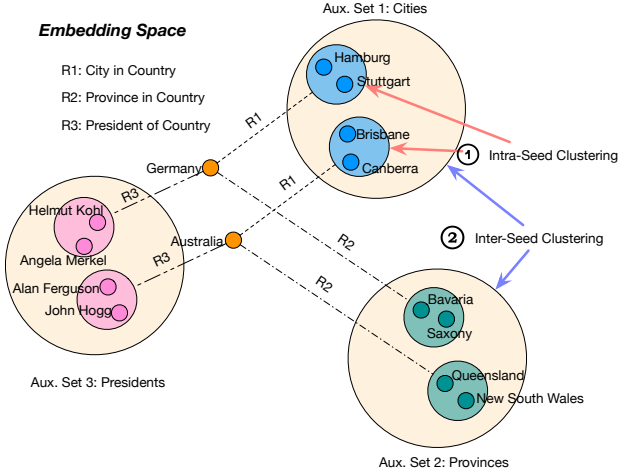 Aux. Set 1: Cities
Embedding Space
R1: City in Country
R2: Province in Country
R3: President of Country
Hamburg
Stuttgart
R1
Brisbane
Canberra
1 Intra-Seed Clustering
Germany
R1
R3
Helmut Kohl
Australia
R2
2 Inter-Seed Clustering
Angela Merkel
R3
R2
Alan Ferguson
John Hogg
Bavaria
Saxony
Queensland
New South Wales
Aux. Set 3: Presidents
Aux. Set 2: Provinces